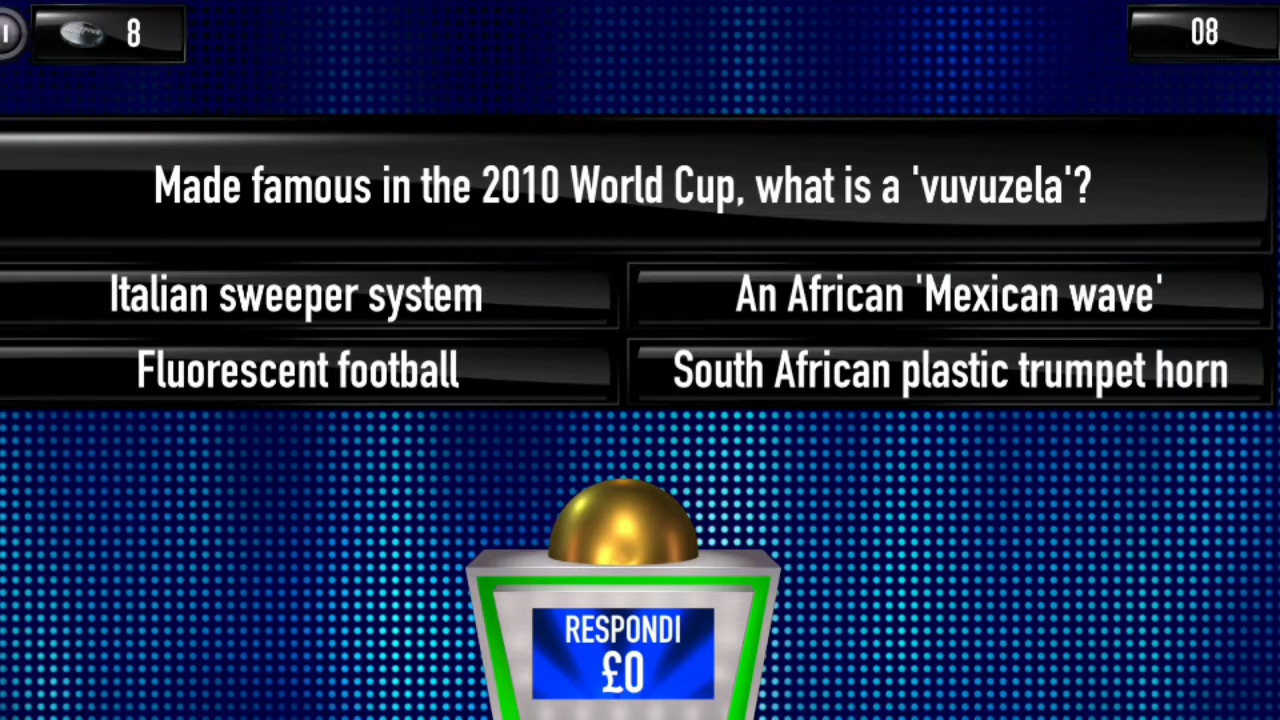 8
08
Made famous in the 2010 World Cup, what is a 'vuvuzela'?
Italian sweeper system
An African 'Mexican wave'
Fluorescent football
South African plastic trumpet horn
RESPONDI
£0